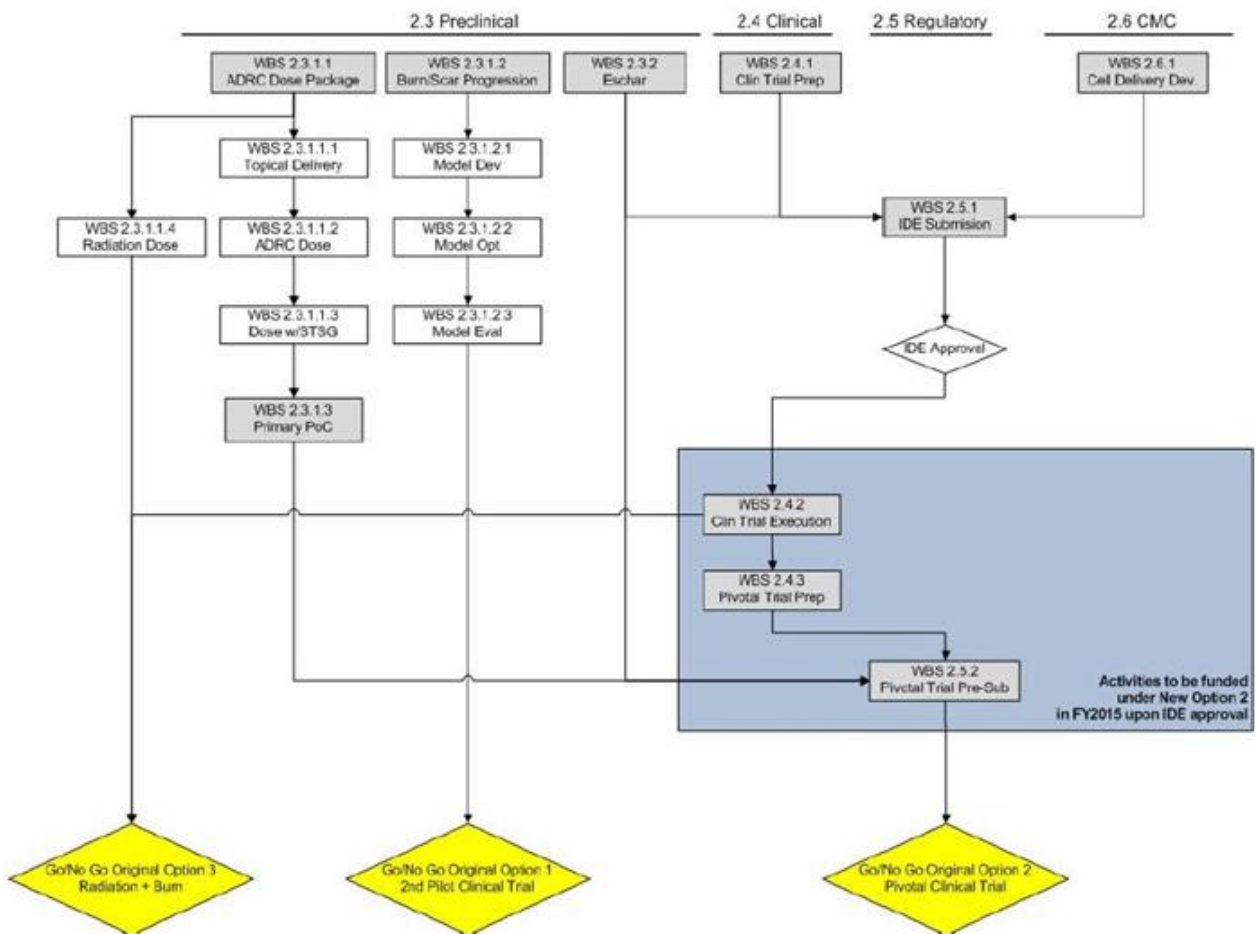 2.3 Preclinical
2.4 Clinical
2.5 Regulatory
2.6 CMC
WBS 2.3.1.1
ADRC Dose Package
WBS 2.3.1.2
Burn/Scar Progression
WBS 2.3.2
Eschar
WBS 2.4.1
Clin Trial Prep
WBS 2.6.1
Cell Delivery Dev.
WBS 2.3.1.1.1
Topical Delivery
WBS 2.3.1.2.1
Model Dev
WBS 2.3.1.1.4
Radiation Dose
WBS 2.3.1.1.2
ADRC Dose
WBS 2.3.1.2.2
Model Opt
WBS 2.5.1
IDE Submision
WBS 2.3.1.1.3
Dose w/STSG
WBS 2.3.1.2.3
Model Eval
IDE Approval
WBS 2.3.1.3
Primary PoC
WBS 2.4.2
Clin Trial Execution
WBS 2.4.3
Pivotal Trial Prep
WBS 2.5.2
Pivotal Trial Pre-Sub
Activities to be funded
under New Option 2
in FY2015 upon IDE approval
Go/No Go Original Option 3
Radiation + Burn
Go/No Go Original Option 1
2nd Pilot Clinical Trial
Go/No Go Original Option 2
Pivotal Clinical Trial